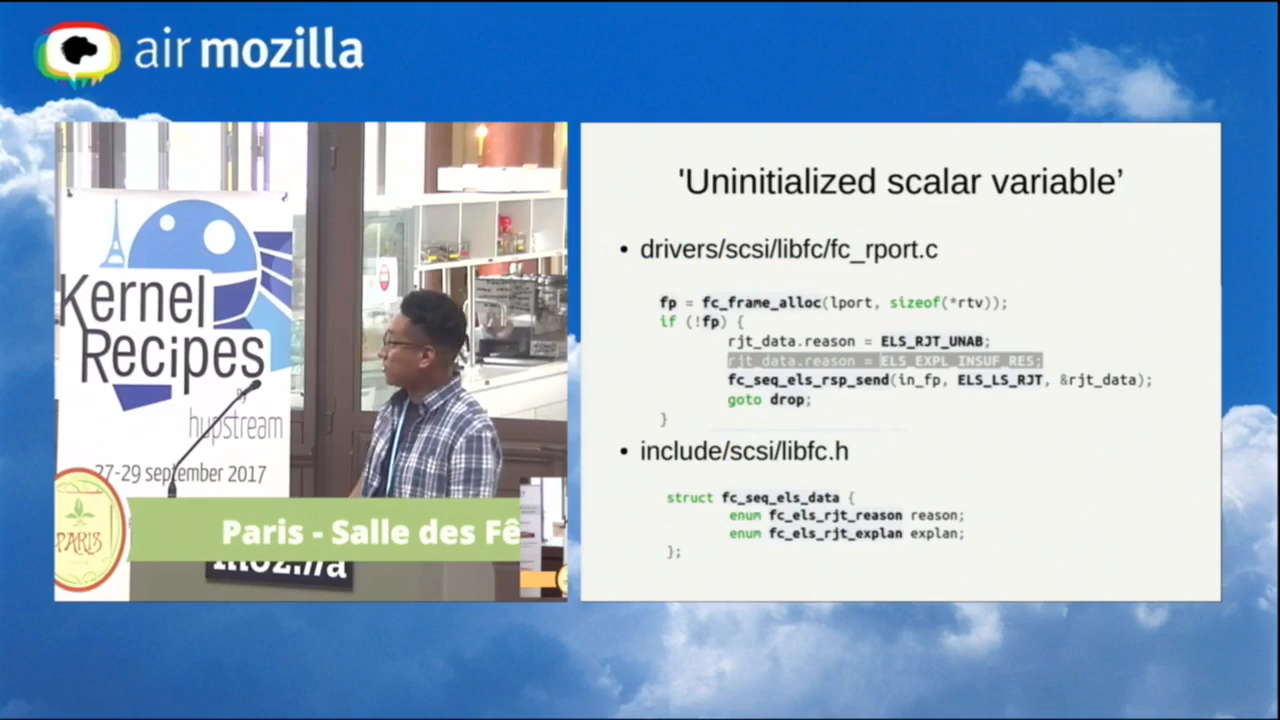 air mozilla
Kernel
Recipes
By
hupstream
27-29 september 2017
PARIS
Paris - Salle des Fê
moz://a
'Uninitialized scalar variable’
• drivers/scsi/libfc/fc_rport.c
fp = fc_frame_alloc(lport, sizeof(*rtv));
if (!fp) {
rjt_data.reason = ELS_RJT_UNAB;
rjt_data.reason = ELS_EXPL_INSUF_RES;
fc_seq_els_rsp_send(in_fp, ELS_LS_RJT, &rjt_data);
goto drop;
}
• include/scsi/libfc.h
struct fc_seq_els_data {
enum fc_els_rjt_reason reason;
enum fc_els_rjt_explan explan;
};